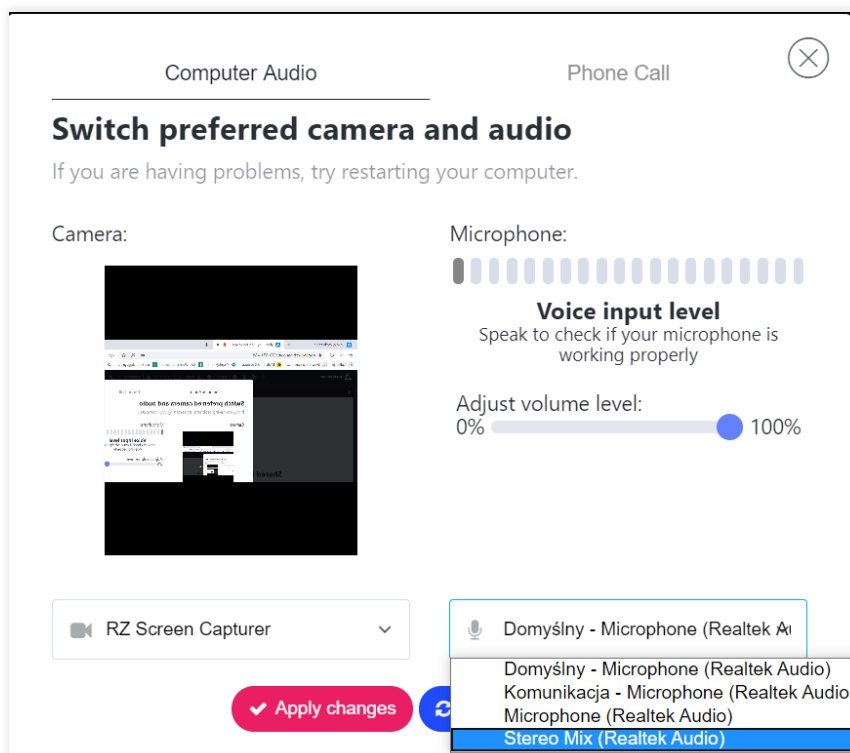 Computer Audio
Phone Call
Switch preferred camera and audio
If you are having problems, try restarting your computer.
Camera:
Microphone:
Voice input level
Speak to check if your microphone is
working properly
Adjust volume level:
0%
100%
RZ Screen Capturer
Domyślny - Microphone (Realtek Au
Domyślny - Microphone (Realtek Audio)
Komunikacja - Microphone (Realtek Audio
Microphone (Realtek Audio)
Stereo Mix (Realtek Audio)
Apply changes